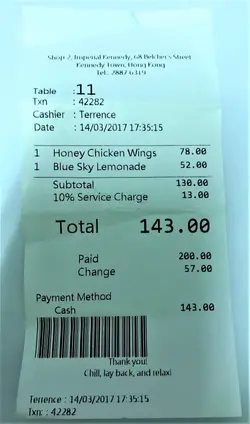 Shop 2, Imperial Kennedy, 68 Belcher's Street
Kennedy Town, Hong Kong
Tel: 2887 6319
Table : 11
Txn : 42282
Cashier : Terrence
Date : 14/03/2017 17:35:15
1 Honey Chicken Wings 78.00
1 Blue Sky Lemonade 52.00
Subtotal 130.00
10% Service Charge 13.00
Total 143.00
Paid 200.00
Change 57.00
Payment Method
Cash 143.00
Thank you!
Chill, lay back, and relax!
Terrence : 14/03/2017 17:35:15
Txn: : 42282